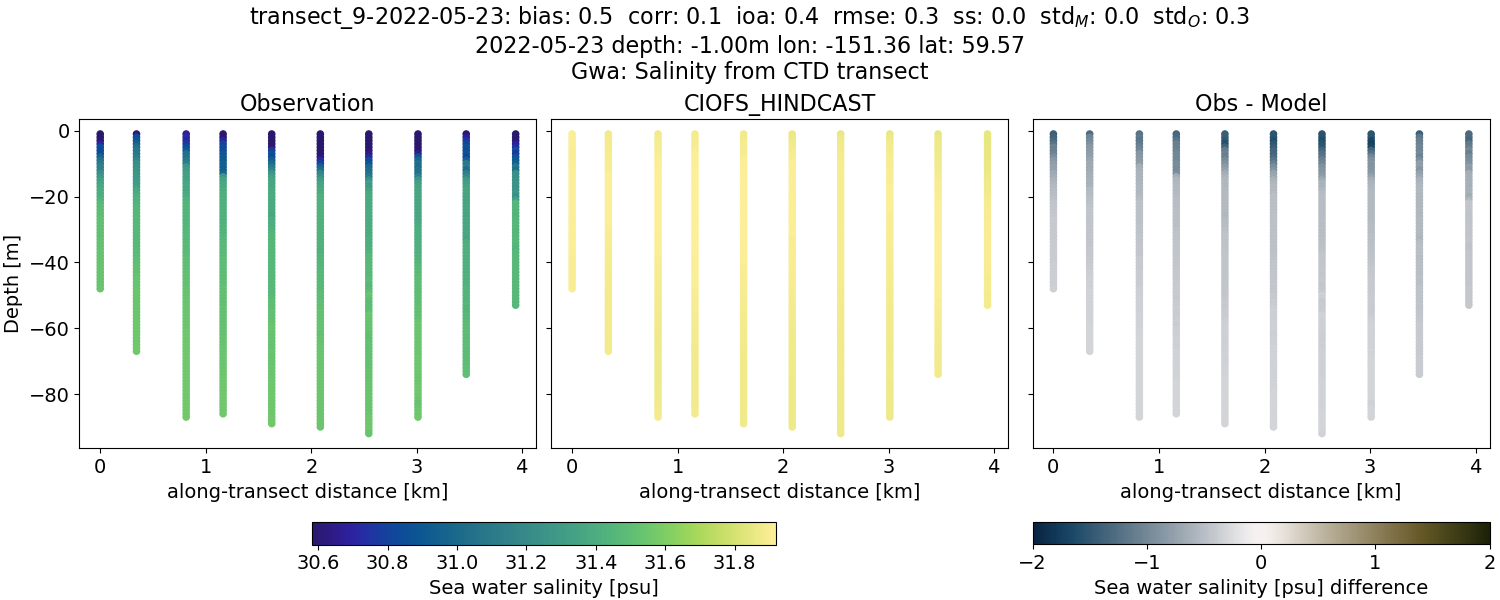 transect_9-2022-05-23: bias: 0.5  corr: 0.1  ioa: 0.4  rmse: 0.3  ss: 0.0  std_M: 0.0  std_O: 0.3
2022-05-23 depth: -1.00m lon: -151.36 lat: 59.57
Gwa: Salinity from CTD transect
Observation
CIOFS_HINDCAST
Obs - Model
Depth [m]
0
−20
−40
−60
−80
0 1 2 3 4
0 1 2 3 4
0 1 2 3 4
along-transect distance [km]
along-transect distance [km]
along-transect distance [km]
30.6 30.8 31.0 31.2 31.4 31.6 31.8
Sea water salinity [psu]
−2 −1 0 1 2
Sea water salinity [psu] difference